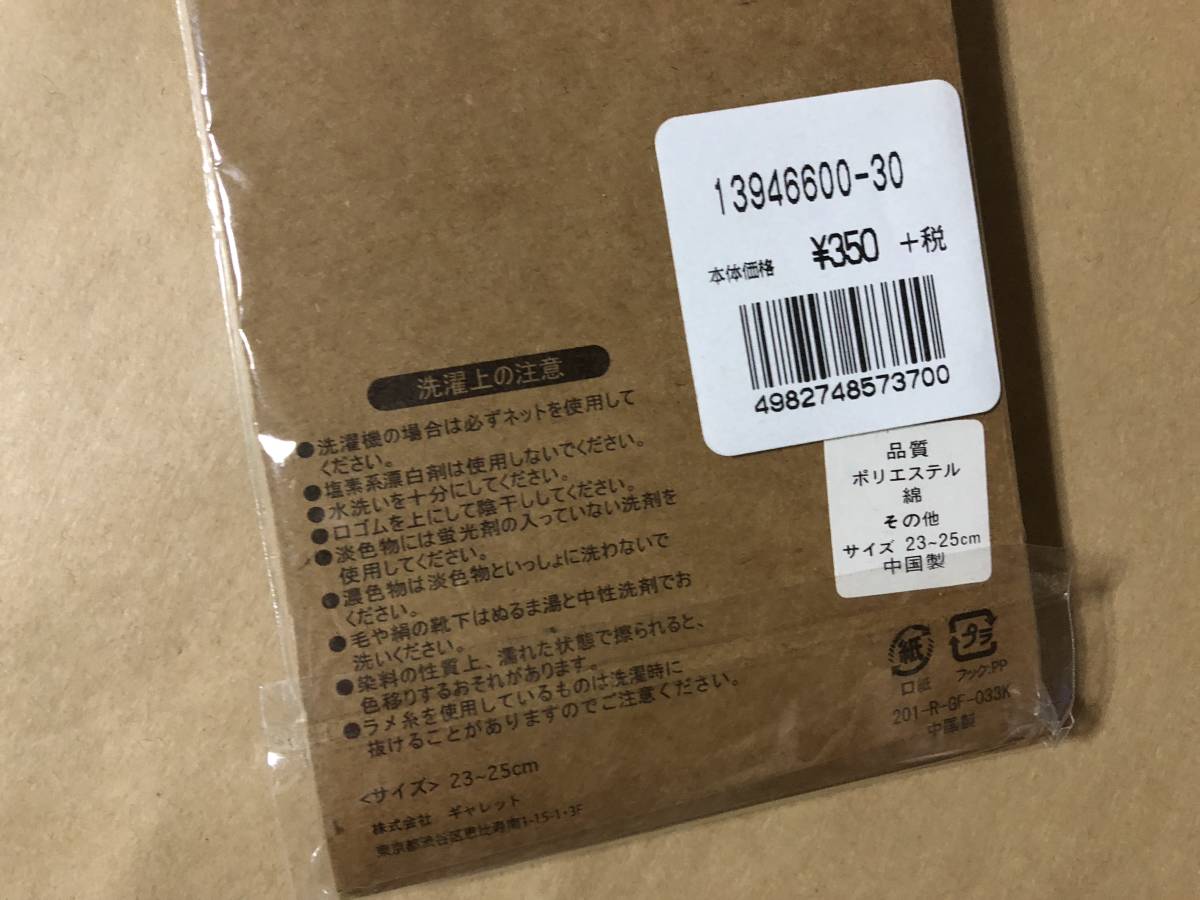 13946600-30
本体価格 ¥350 +税
4982748573700
品質
ポリエステル
綿
その他
サイズ 23~25cm
中国製
洗濯上の注意
●洗濯機の場合は必ずネットを使用して
ください。
●塩素系漂白剤は使用しないでください。
●水洗いを十分にしてください。
●口ゴムを上にして陰干ししてください。
●淡色物には蛍光剤の入っていない洗剤を
使用してください。
●濃色物は淡色物といっしょに洗わないで
ください。
●毛や絹の靴下はぬるま湯と中性洗剤でお
洗いください。
●染料の性質上、濡れた状態で擦られると、
色移りするおそれがあります。
●ラメ糸を使用しているものは洗濯時に
抜けることがありますのでご注意ください。
<サイズ> 23~25cm
株式会社 ギャレット
東京都渋谷区恵比寿南1-15-1・3F
紙
プラ
口紙
フック:PP
201-R-GF-033K
中国製